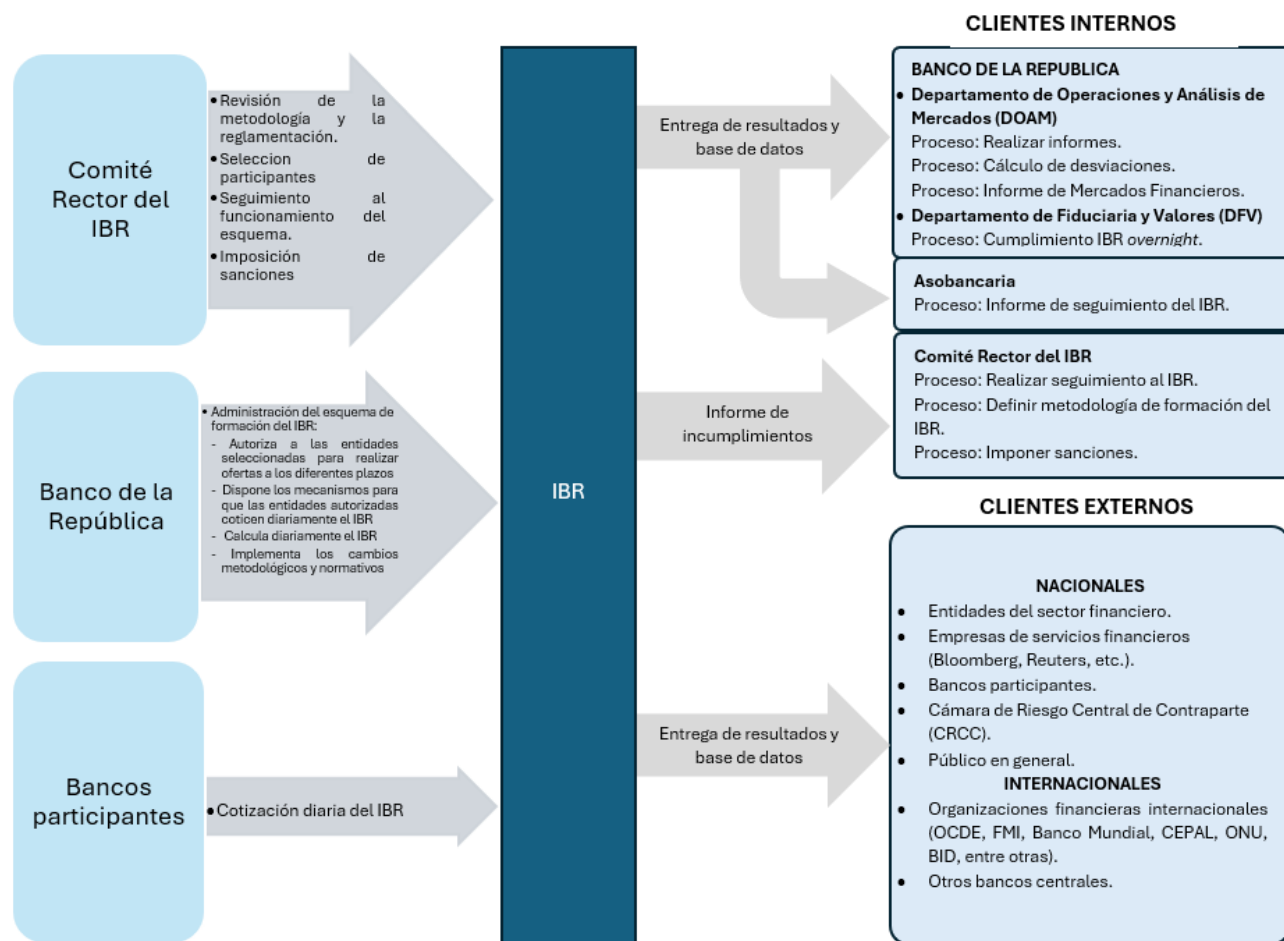 Comité
Rector del
IBR
• Revisión de la
metodología y la
reglamentación.
• Seleccion de
participantes
• Seguimiento al
funcionamiento del
esquema.
• Imposición de
sanciones
Banco de la
República
• Administración del esquema de
formación del IBR:
- Autoriza a las entidades
seleccionadas para realizar
ofertas a los diferentes plazos
- Dispone los mecanismos para
que las entidades autorizadas
coticen diariamente el IBR
- Calcula diariamente el IBR
- Implementa los cambios
metodológicos y normativos
Bancos
participantes
• Cotización diaria del IBR
IBR
Entrega de resultados y
base de datos
Informe de
incumplimientos
Entrega de resultados y
base de datos
CLIENTES INTERNOS
BANCO DE LA REPUBLICA
• Departamento de Operaciones y Análisis de
Mercados (DOAM)
Proceso: Realizar informes.
Proceso: Cálculo de desviaciones.
Proceso: Informe de Mercados Financieros.
• Departamento de Fiduciaria y Valores (DFV)
Proceso: Cumplimiento IBR overnight.
Asobancaria
Proceso: Informe de seguimiento del IBR.
Comité Rector del IBR
Proceso: Realizar seguimiento al IBR.
Proceso: Definir metodología de formación del
IBR.
Proceso: Imponer sanciones.
CLIENTES EXTERNOS
NACIONALES
• Entidades del sector financiero.
• Empresas de servicios financieros
(Bloomberg, Reuters, etc.).
• Bancos participantes.
• Cámara de Riesgo Central de Contraparte
(CRCC).
• Público en general.
INTERNACIONALES
• Organizaciones financieras internacionales
(OCDE, FMI, Banco Mundial, CEPAL, ONU,
BID, entre otras).
• Otros bancos centrales.